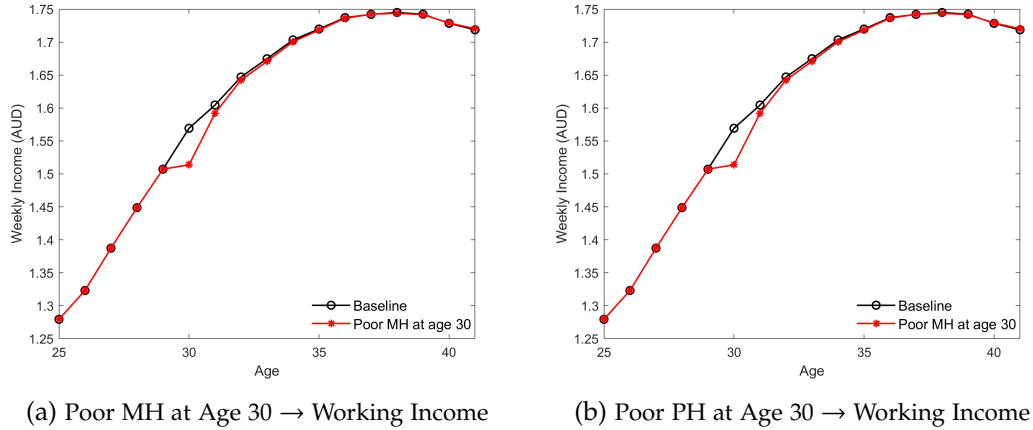 1.75
1.7
1.65
1.6
1.55
1.5
1.45
1.4
1.35
1.3
1.25
Weekly Income (AUD)
25 30 35 40
Age
Baseline
Poor MH at age 30
(a) Poor MH at Age 30 → Working Income
1.75
1.7
1.65
1.6
1.55
1.5
1.45
1.4
1.35
1.3
1.25
Weekly Income (AUD)
25 30 35 40
Age
Baseline
Poor MH at age 30
(b) Poor PH at Age 30 → Working Income